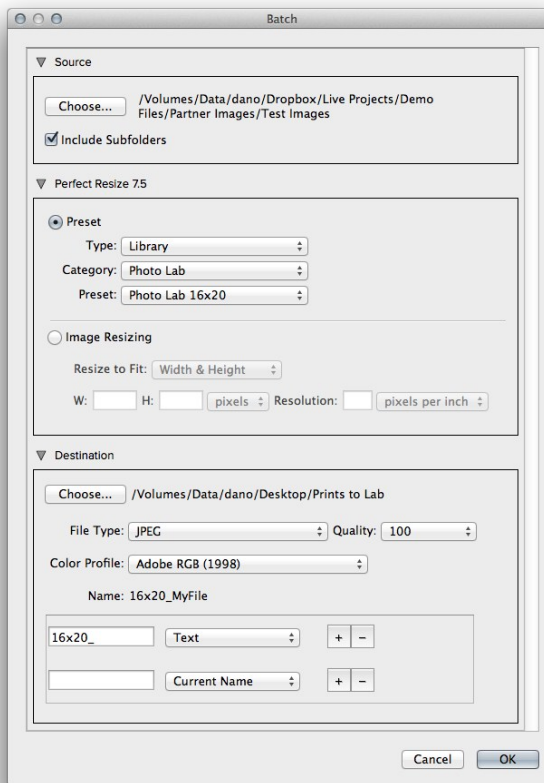 Batch
Source
Choose...
/Volumes/Data/dano/Dropbox/Live Projects/Demo
Files/Partner Images/Test Images
Include Subfolders
Perfect Resize 7.5
Preset
Type: Library
Category: Photo Lab
Preset: Photo Lab 16x20
Image Resizing
Resize to Fit: Width & Height
W: H: pixels Resolution: pixels per inch
Destination
Choose... /Volumes/Data/dano/Desktop/Prints to Lab
File Type: JPEG Quality: 100
Color Profile: Adobe RGB (1998)
Name: 16x20_MyFile
16x20_ Text + -
Current Name + -
Cancel OK